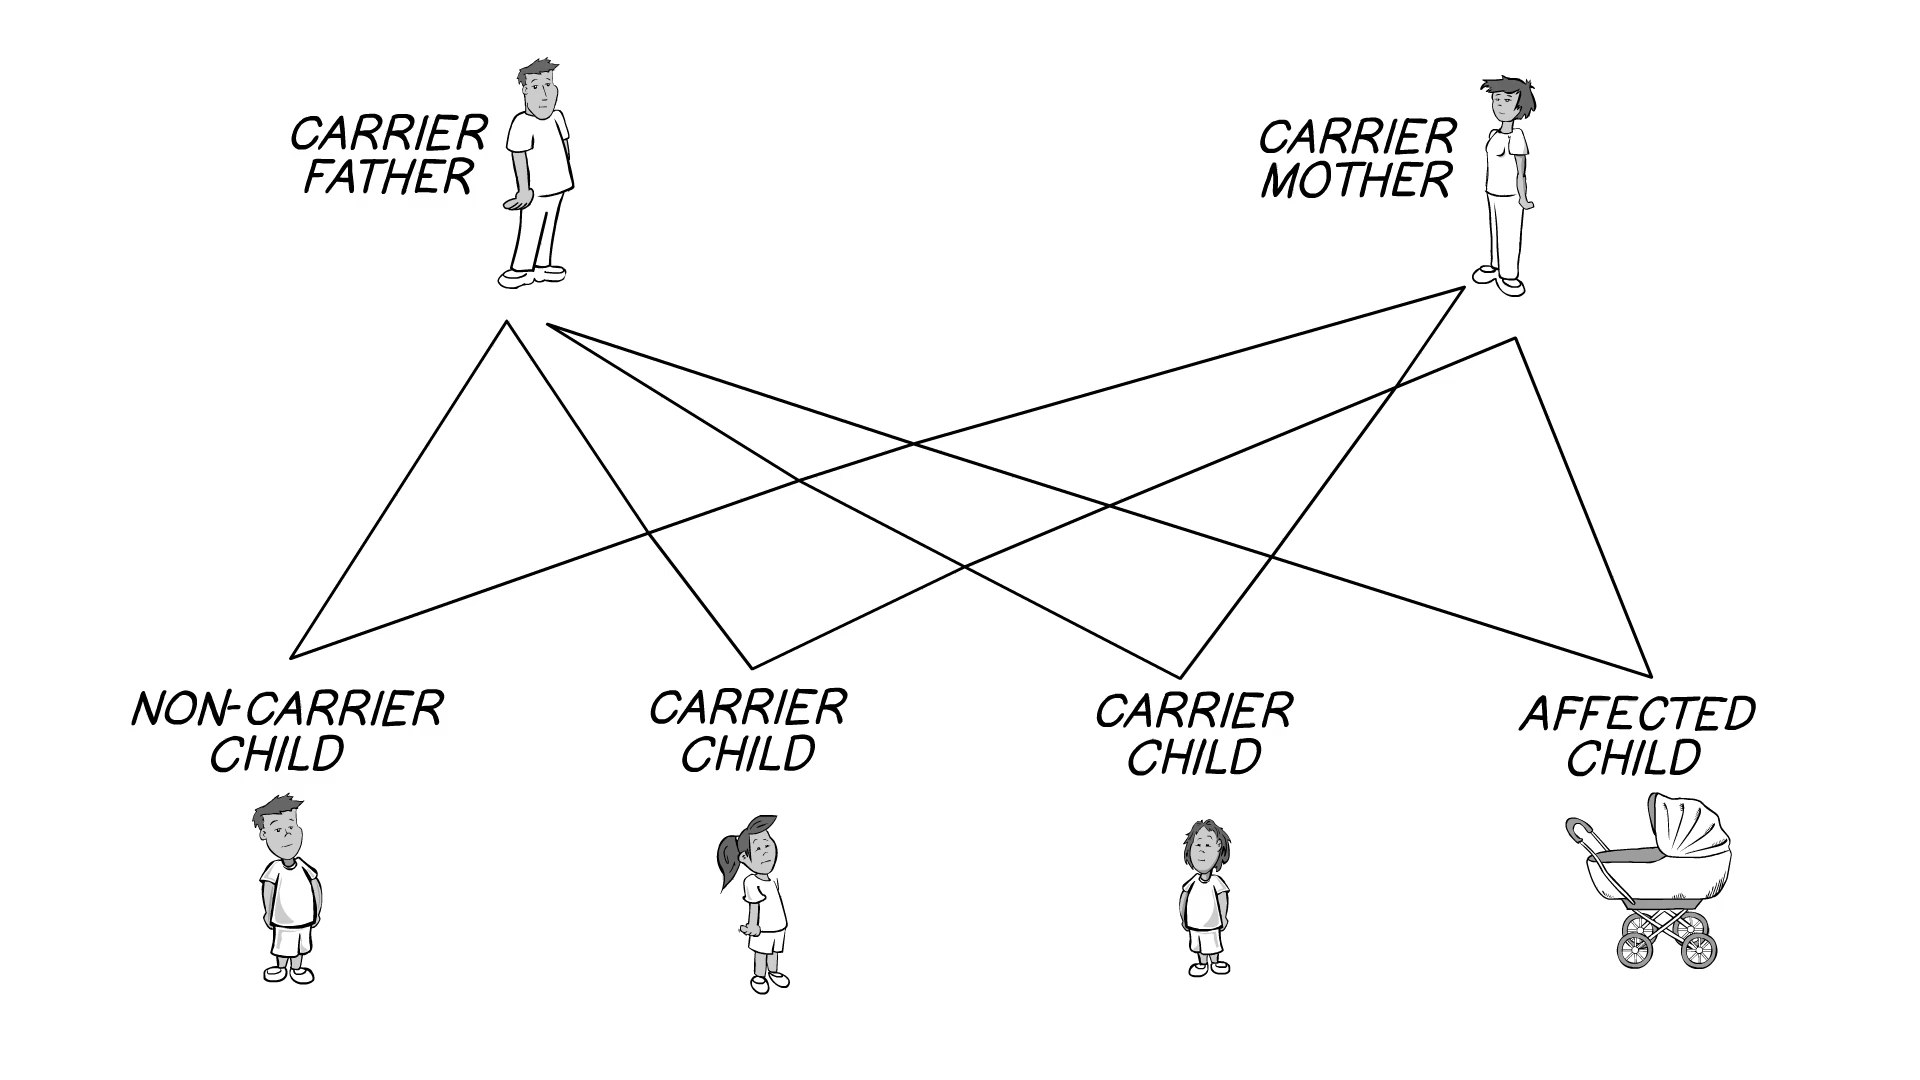 CARRIER
FATHER
CARRIER
MOTHER
NON-CARRIER
CHILD
CARRIER
CHILD
CARRIER
CHILD
AFFECTED
CHILD